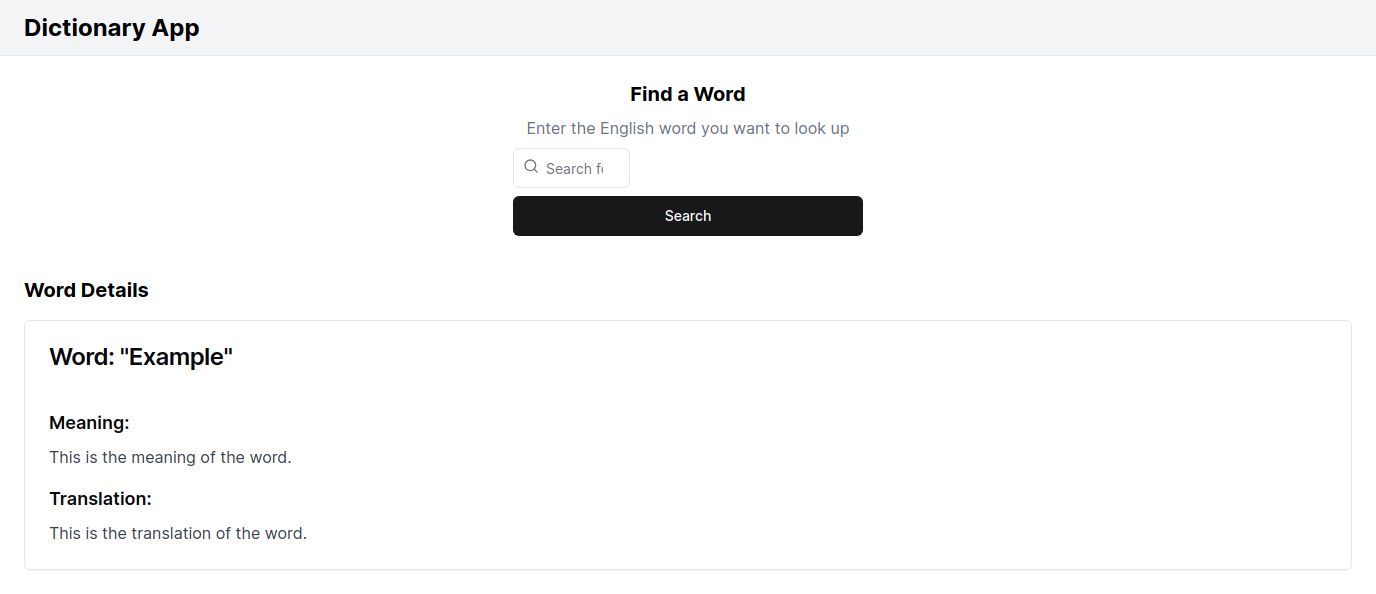 Dictionary App
Find a Word
Enter the English word you want to look up
Search f
Search
Word Details
Word: "Example"
Meaning:
This is the meaning of the word.
Translation:
This is the translation of the word.